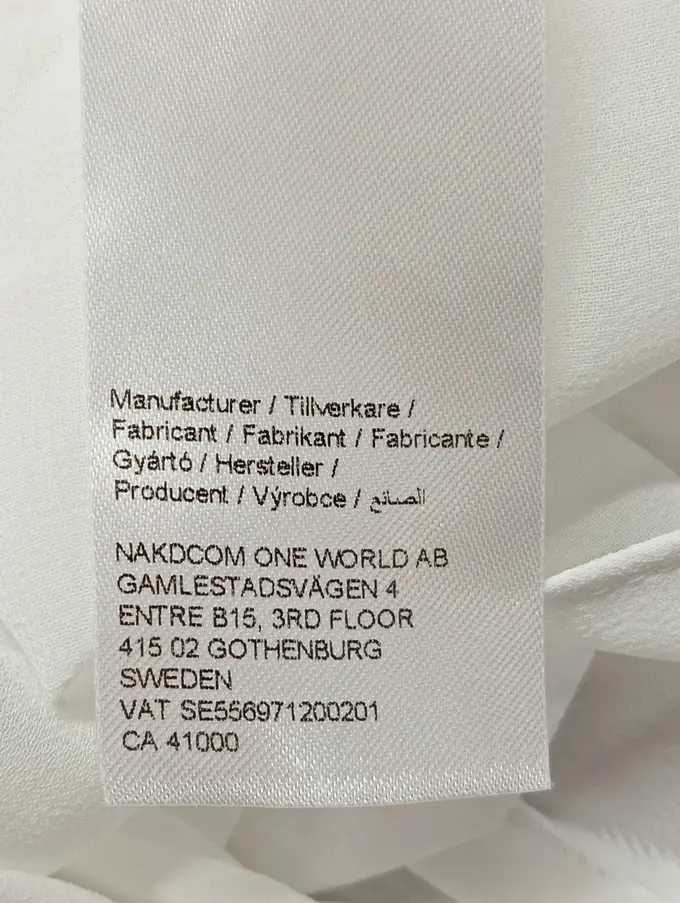 Manufacturer / Tillverkare /
Fabricant / Fabrikant / Fabricante /
Gyártó / Hersteller /
Producent / Výrobce / الصانع
NAKDCOM ONE WORLD AB
GAMLESTADSVÄGEN 4
ENTRE B15, 3RD FLOOR
415 02 GOTHENBURG
SWEDEN
VAT SE556971200201
CA 41000